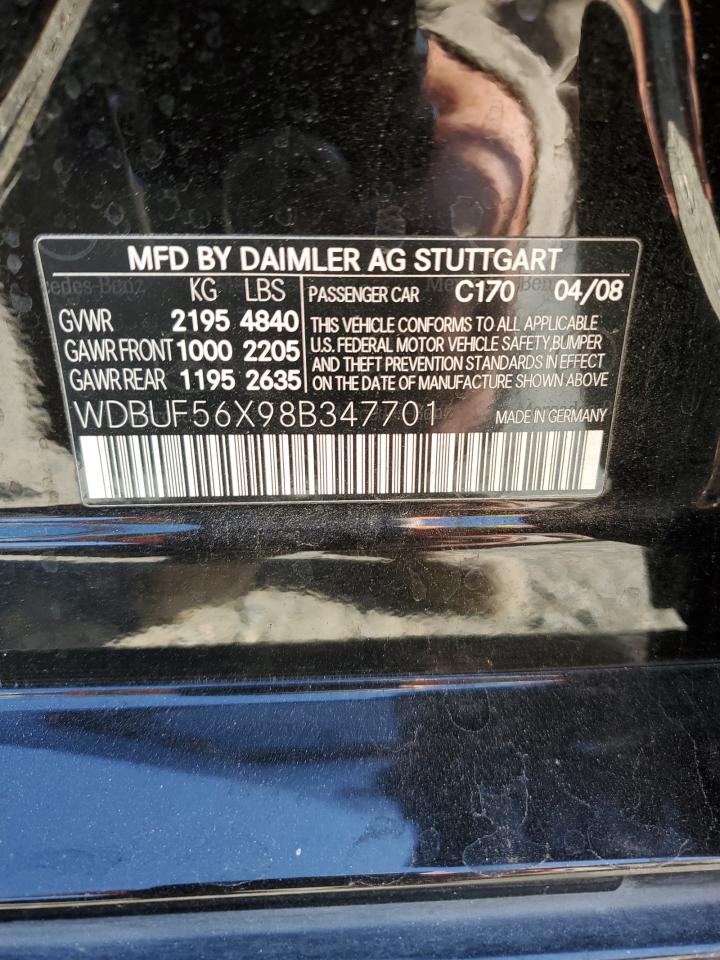 MFD BY DAIMLER AG STUTTGART
KG LBS PASSENGER CAR C170 04/08
GVWR 2195 4840 THIS VEHICLE CONFORMS TO ALL APPLICABLE
GAWR FRONT 1000 2205 U.S. FEDERAL MOTOR VEHICLE SAFETY, BUMPER
GAWR REAR 1195 2635 AND THEFT PREVENTION STANDARDS IN EFFECT
ON THE DATE OF MANUFACTURE SHOWN ABOVE
WDBUF56X98B347701 MADE IN GERMANY